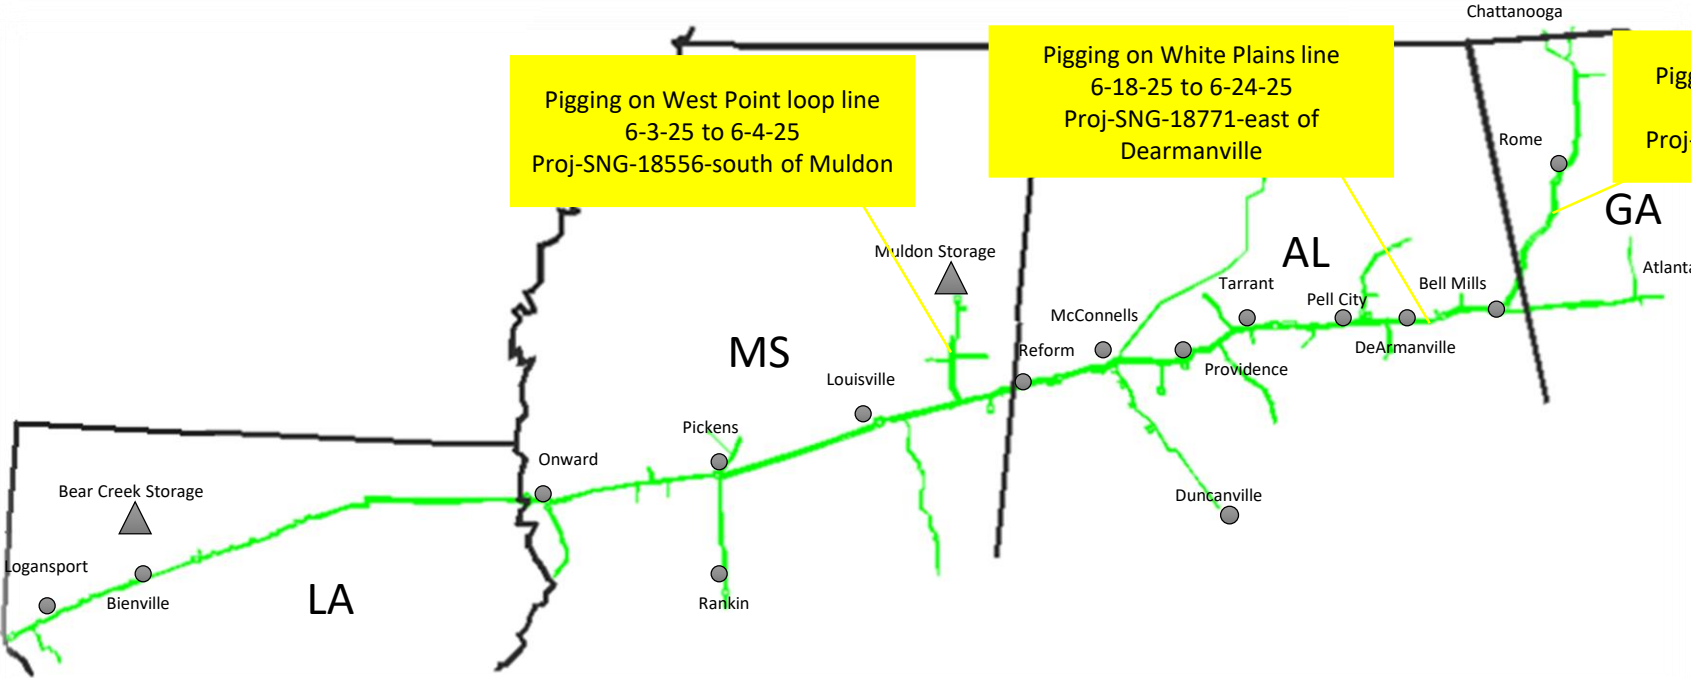 Chattanooga
Pigging on West Point loop line
6-3-25 to 6-4-25
Proj-SNG-18556-south of Muldon
Pigging on White Plains line
6-18-25 to 6-24-25
Proj-SNG-18771-east of
Dearmanville
Proj-
Rome
GA
AL
Muldon Storage
Tarrant
Bell Mills
Pell City
McConnells
MS
Reform
DeArmanville
Providence
Louisville
Pickens
Onward
Bear Creek Storage
Duncanville
Logansport
Bienville
LA
Rankin